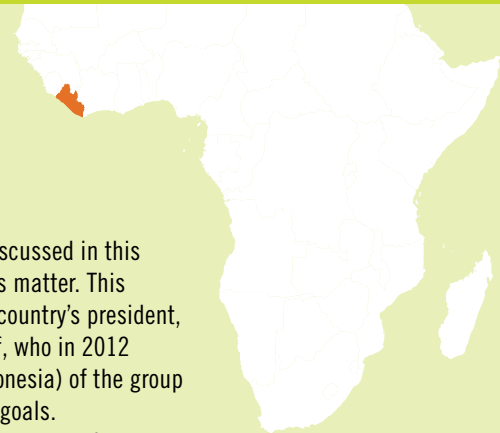 scussed in this
s matter. This
country’s president,
f, who in 2012
onesia) of the group
goals.